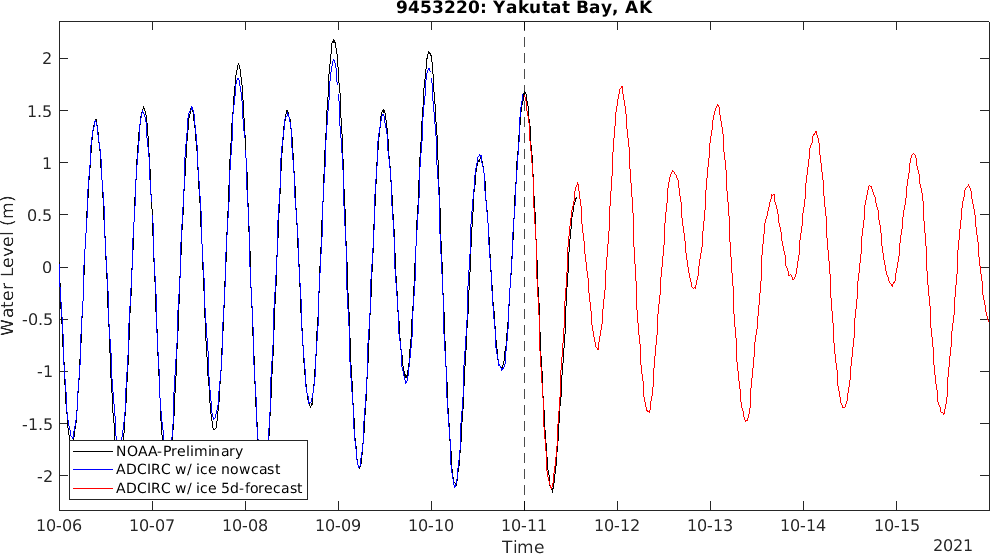 9453220: Yakutat Bay, AK
Water Level (m)
2
1.5
1
0.5
0
-0.5
-1
-1.5
-2
NOAA-Preliminary
ADCIRC w/ ice nowcast
ADCIRC w/ ice 5d-forecast
10-06 10-07 10-08 10-09 10-10 10-11 10-12 10-13 10-14 10-15
Time
2021